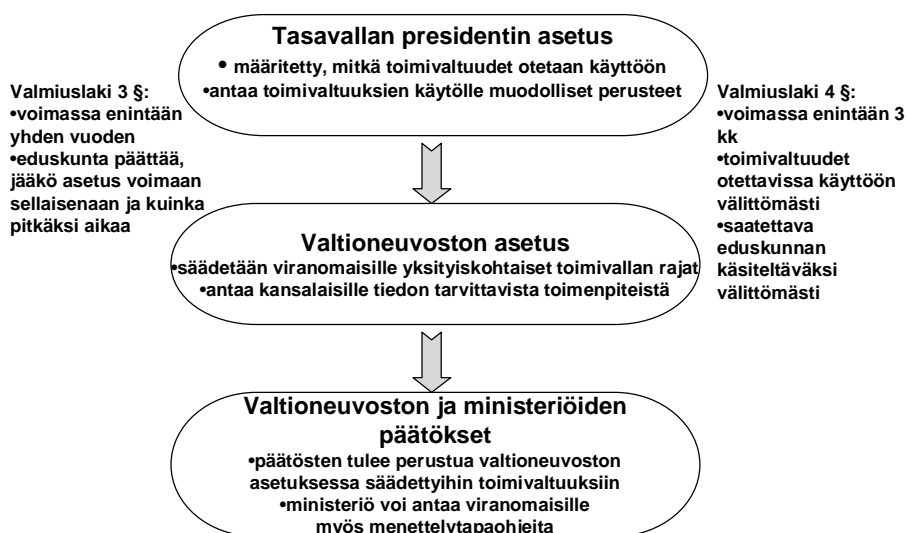 Tasavallan presidentin asetus
• määritetty, mitkä toimivaltuudet otetaan käyttöön
•antaa toimivaltuuksien käytölle muodolliset perusteet
Valmiuslaki 3 §:
•voimassa enintään
yhden vuoden
•eduskunta päättää,
jääkö asetus voimaan
sellaisenaan ja kuinka
pitkäksi aikaa
Valmiuslaki 4 §:
•voimassa enintään 3
kk
•toimivaltuudet
otettavissa käyttöön
välittömästi
•saatettava
eduskunnan
käsiteltäväksi
välittömästi
Valtioneuvoston asetus
•säädetään viranomaisille yksityiskohtaiset toimivallan rajat
•antaa kansalaisille tiedon tarvittavista toimenpiteistä
Valtioneuvoston ja ministeriöiden
päätökset
•päätösten tulee perustua valtioneuvoston
asetuksessa säädettyihin toimivaltuuksiin
•ministeriö voi antaa viranomaisille
myös menettelytapaohjeita